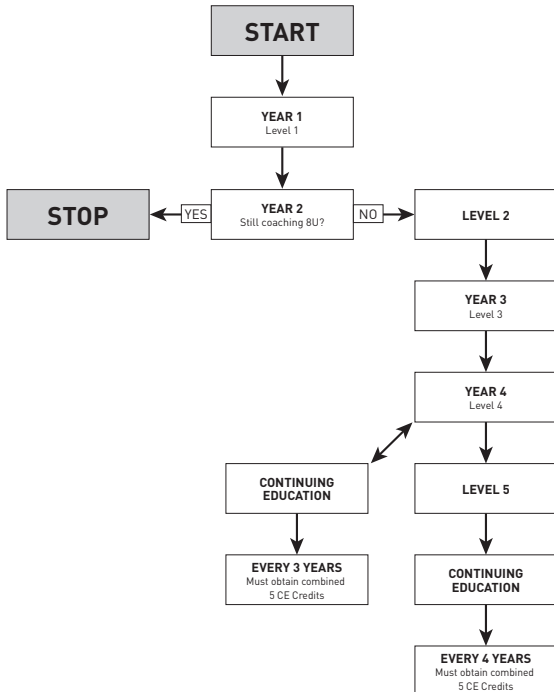 START
YEAR 1
Level 1
STOP
YES
YEAR 2
Still coaching 8U?
NO
LEVEL 2
YEAR 3
Level 3
YEAR 4
Level 4
CONTINUING
EDUCATION
LEVEL 5
EVERY 3 YEARS
Must obtain combined
5 CE Credits
CONTINUING
EDUCATION
EVERY 4 YEARS
Must obtain combined
5 CE Credits